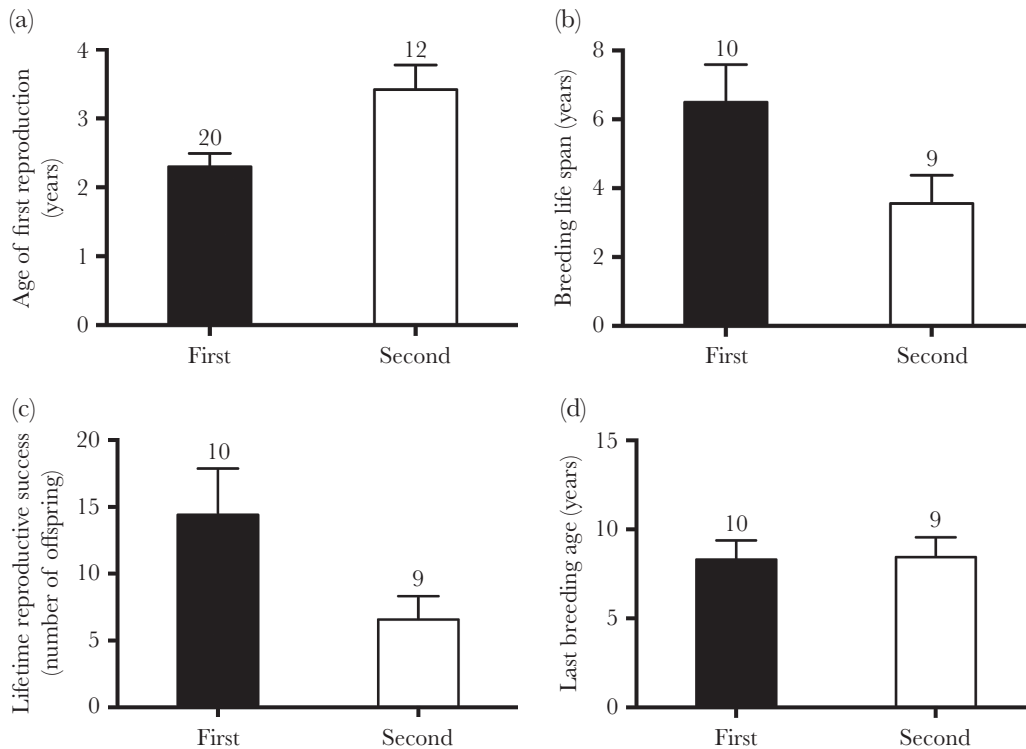 (a)
Age of first reproduction
(years)
4
3
2
1
0
20
12
First
Second
(b)
Breeding life span (years)
8
6
4
2
0
10
9
First
Second
(c)
Lifetime reproductive success
(number of offspring)
20
15
10
5
0
10
9
First
Second
(d)
Last breeding age (years)
15
10
5
0
10
9
First
Second